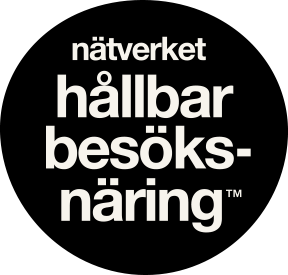 nätverket
hållbar
besöks-
näring™